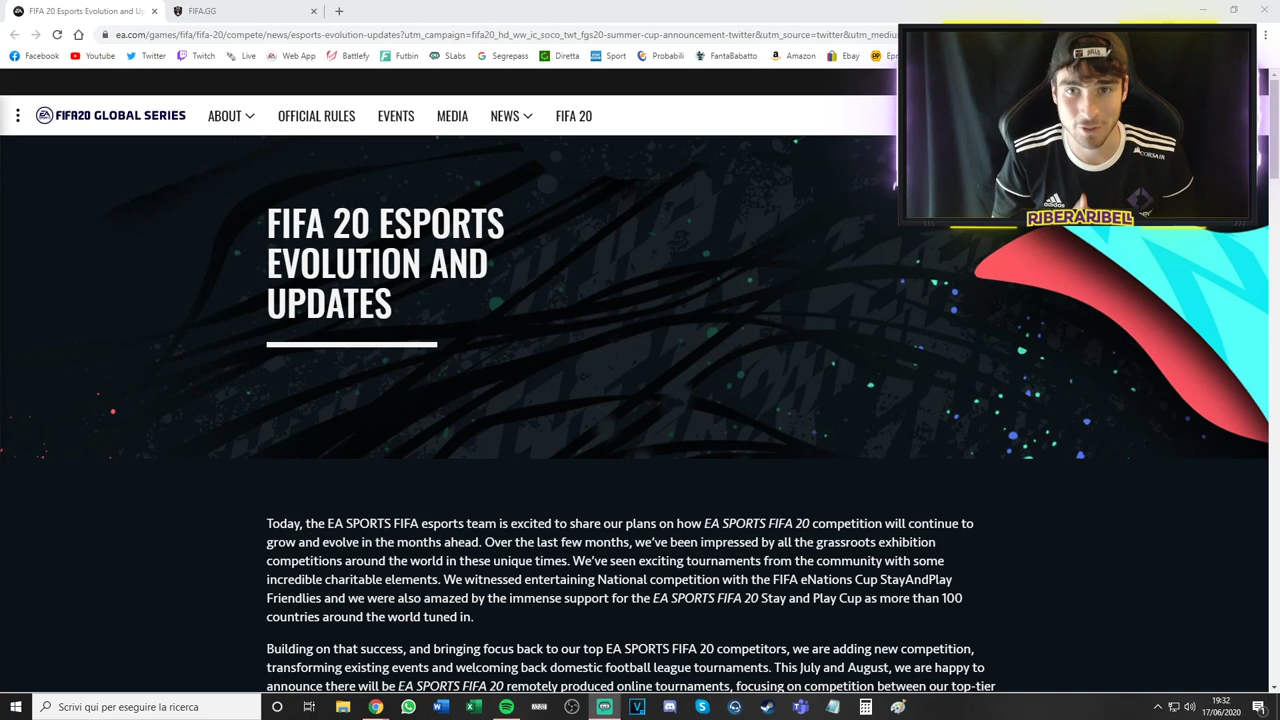 FIFA 20 Esports Evolution and Up
FIFA.GG
ea.com/games/fifa/fifa-20/compete/news/esports-evolution-updates?utm_campaign=fifa20_hd_ww_ic_soco_twt_fgs20-summer-cup-announcement-twitter&utm_source=twitter&utm_mediu
Facebook Youtube Twitter Twitch Live EA Web App Battlefy Futbin SLabs Segrepass Diretta Sport Probabili FantaBabatto Amazon Ebay
FIFA20 GLOBAL SERIES ABOUT OFFICIAL RULES EVENTS MEDIA NEWS FIFA 20
CORSAIR
adidas
RIBERARIBELL
FIFA 20 ESPORTS
EVOLUTION AND
UPDATES
Today, the EA SPORTS FIFA esports team is excited to share our plans on how EA SPORTS FIFA 20 competition will continue to
grow and evolve in the months ahead. Over the last few months, we've been impressed by all the grassroots exhibition
competitions around the world in these unique times. We've seen exciting tournaments from the community with some
incredible charitable elements. We witnessed entertaining National competition with the FIFA eNations Cup StayAndPlay
Friendlies and we were also amazed by the immense support for the EA SPORTS FIFA 20 Stay and Play Cup as more than 100
countries around the world tuned in.
Building on that success, and bringing focus back to our top EA SPORTS FIFA 20 competitors, we are adding new competition,
transforming existing events and welcoming back domestic football league tournaments. This July and August, we are happy to
announce there will be EA SPORTS FIFA 20 remotely produced online tournaments, focusing on competition between our top-tier
Scrivi qui per eseguire la ricerca
19:32
17/06/2020